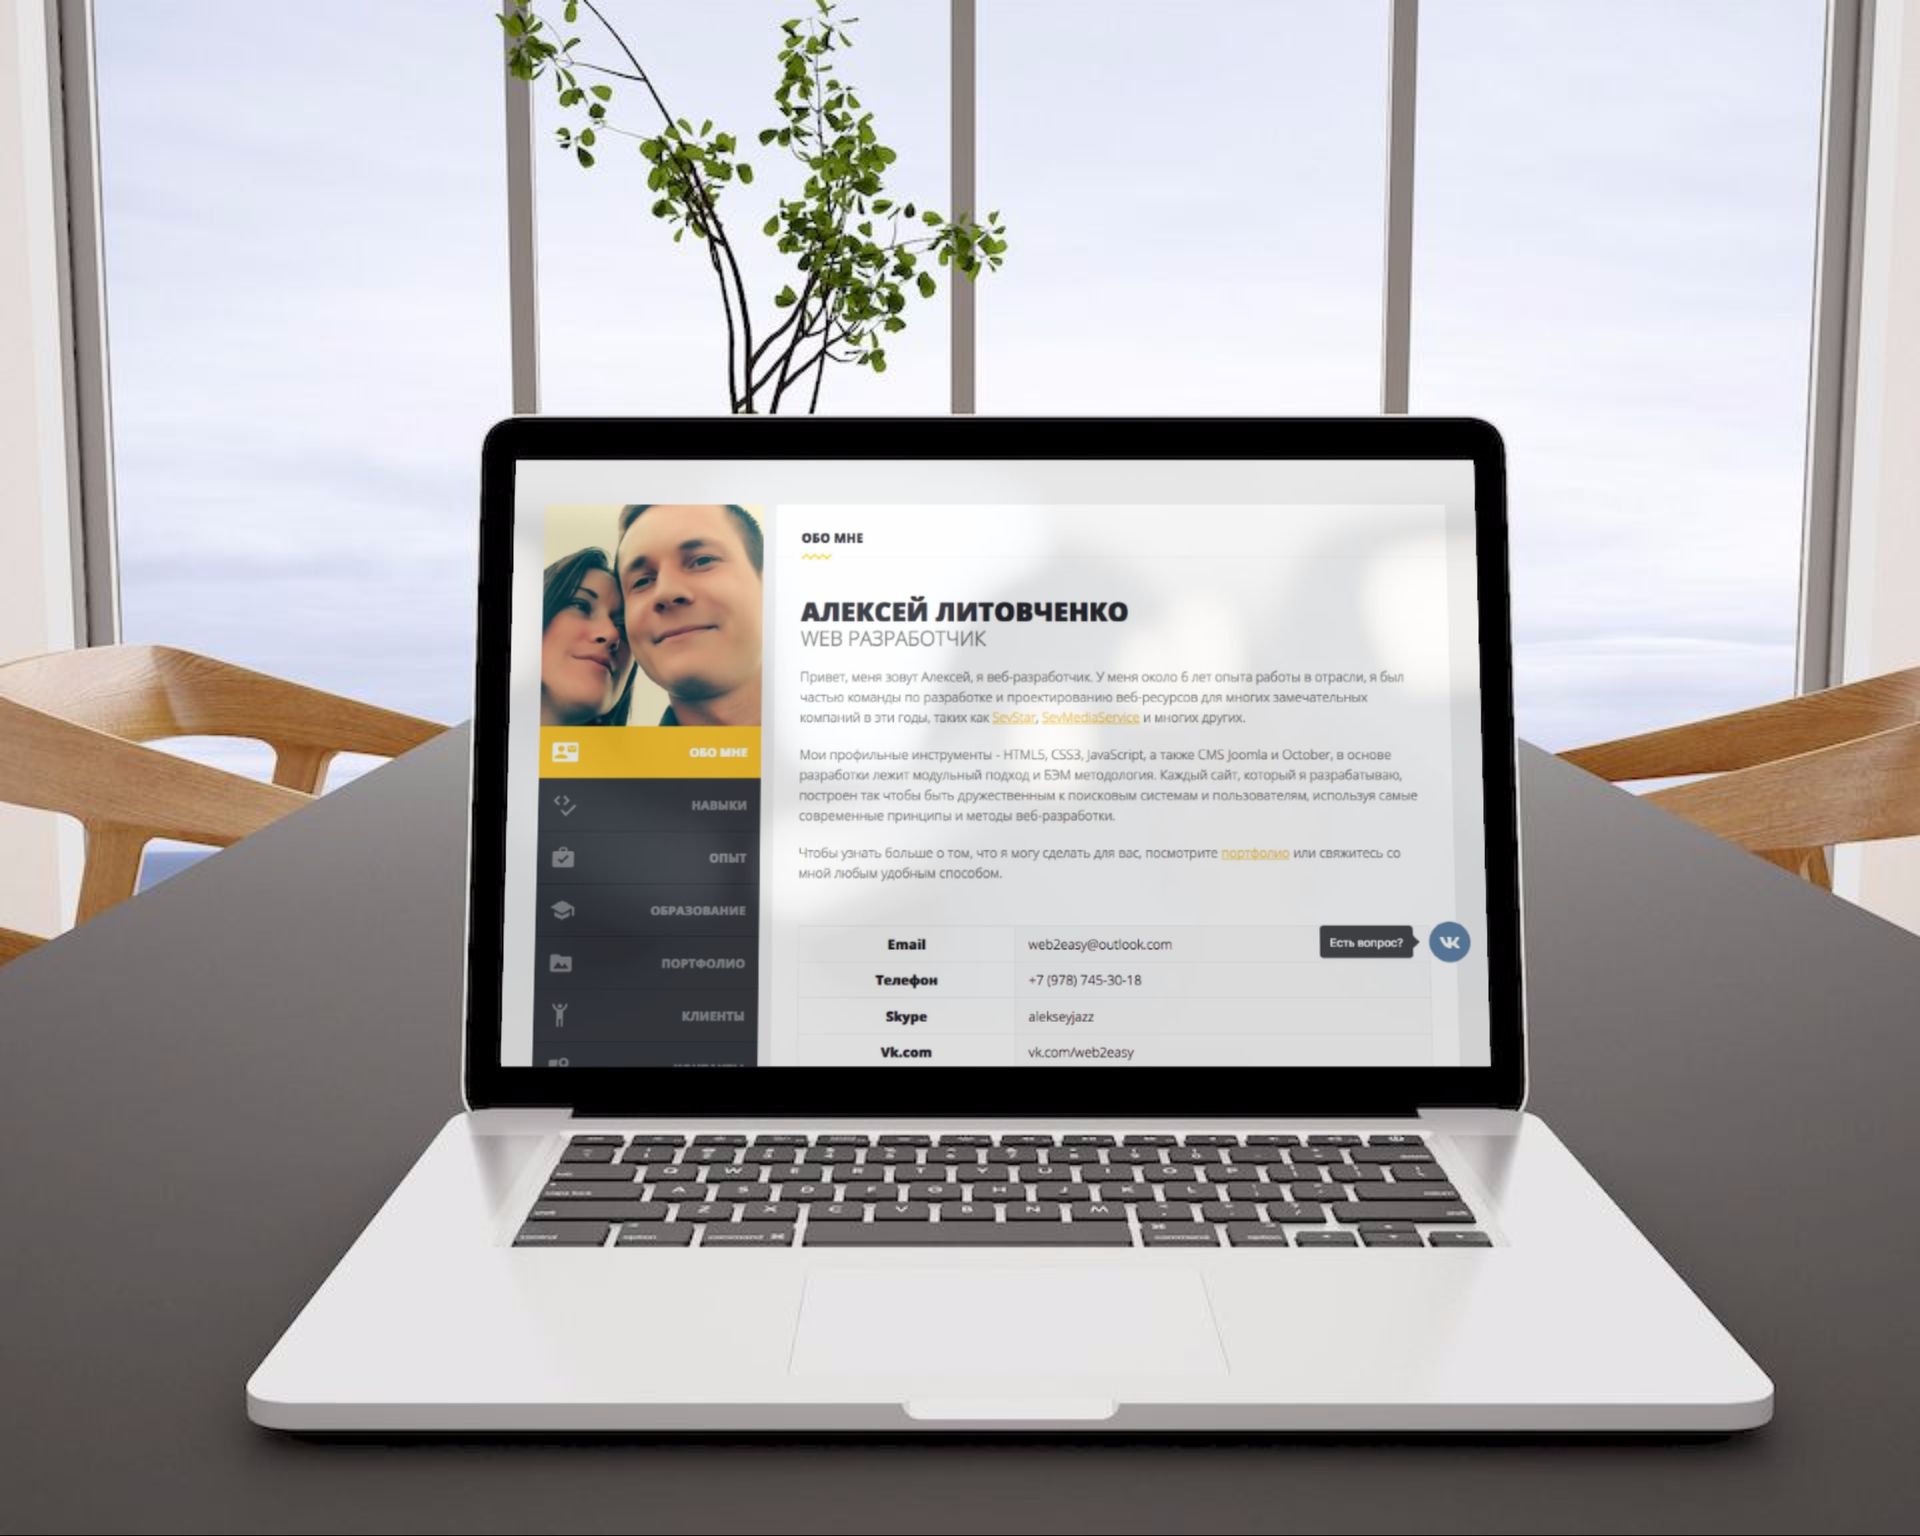 ОБО МНЕ
АЛЕКСЕЙ ЛИТОВЧЕНКО
WEB РАЗРАБОТЧИК
Привет, меня зовут Алексей, я веб-разработчик. У меня около 6 лет опыта работы в отрасли, я был
частью команды по разработке и проектированию веб-ресурсов для многих замечательных
компаний в эти годы, таких как SevStar, SevMediaService и многих других.
Мои профильные инструменты - HTML5, CSS3, JavaScript, а также CMS Joomla и October, в основе
разработки лежит модульный подход и БЭМ методология. Каждый сайт, который я разрабатываю,
построен так чтобы быть дружественным к поисковым системам и пользователям, используя самые
современные принципы и методы веб-разработки.
Чтобы узнать больше о том, что я могу сделать для вас, посмотрите портфолио или свяжитесь со
мной любым удобным способом.
Email web2easy@outlook.com
Телефон +7 (978) 745-30-18
Skype alekseyjazz
Vk.com vk.com/web2easy
Есть вопрос?
ОБО МНЕ
НАВЫКИ
ОПЫТ
ОБРАЗОВАНИЕ
ПОРТФОЛИО
КЛИЕНТЫ
Q W E R T Y U I O P
A S D F G H J K L
Z X C V B N M
control option command command option